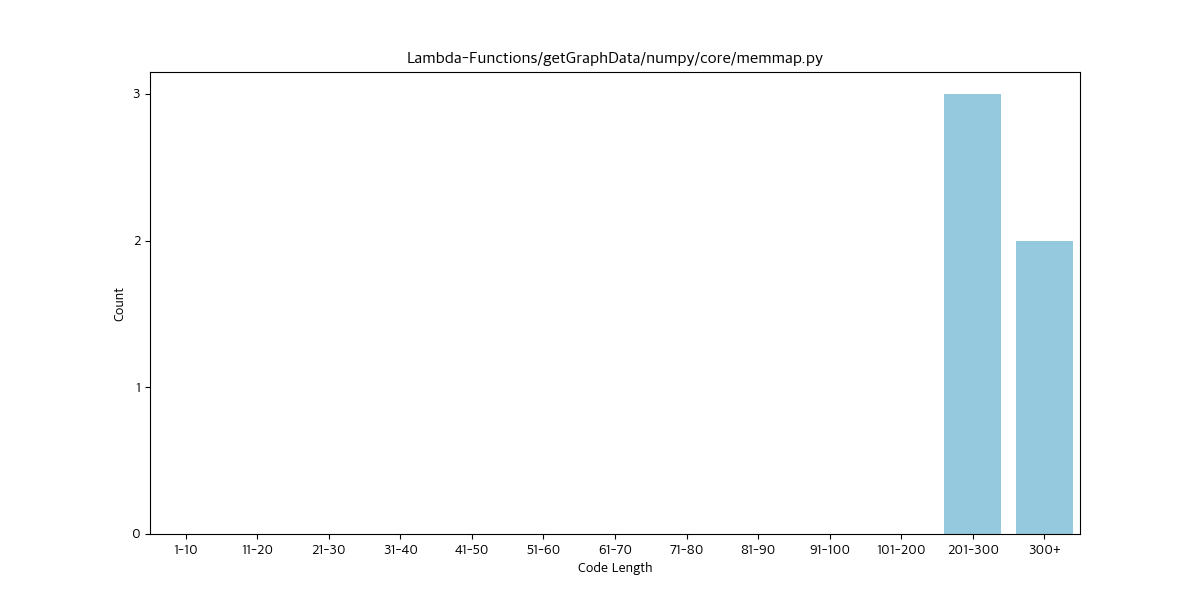 Lambda-Functions/getGraphData/numpy/core/memmap.py
3
2
1
0
Count
1-10 11-20 21-30 31-40 41-50 51-60 61-70 71-80 81-90 91-100 101-200 201-300 300+
Code Length